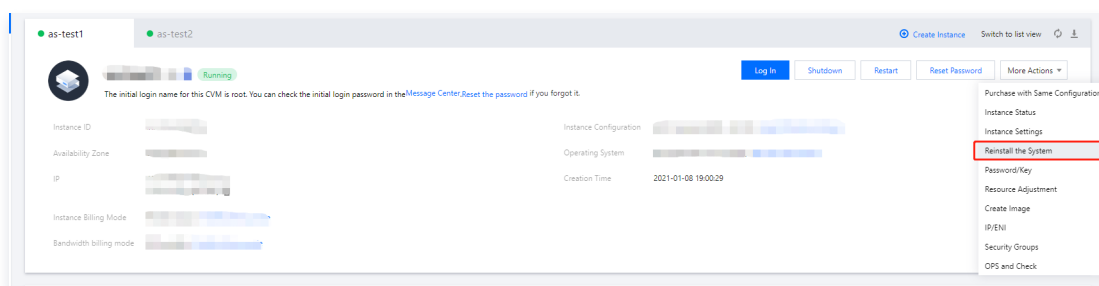 as-test1 as-test2 Create Instance Switch to list view
Running Log In Shutdown Restart Reset Password More Actions
The initial login name for this CVM is root. You can check the initial login password in theMessage Center,Reset the password if you forgot it.
Purchase with Same Configuration
Instance Status
Instance Settings
Reinstall the System
Password/Key
Resource Adjustment
Create Image
IP/ENI
Security Groups
OPS and Check
Instance ID
Availability Zone
IP
Instance Billing Mode
Bandwidth billing mode
Instance Configuration
Operating System
Creation Time 2021-01-08 19:00:29